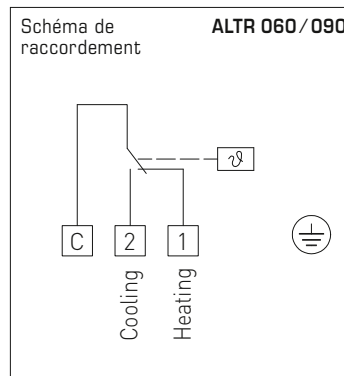 Schéma de
raccordement
ALTR 060/090
ϑ
C
2
1
Cooling
Heating